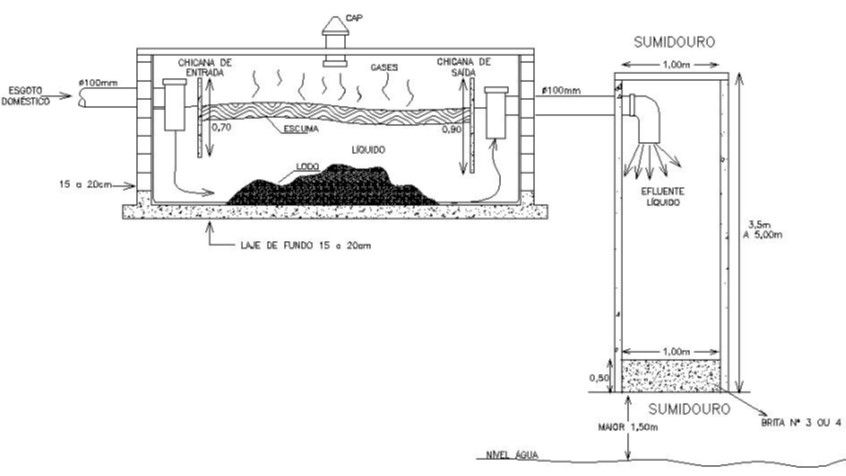 CAP
SUMIDOURO
1,00m
CHICANA DE
ENTRADA
GASES
CHICANA DE
SAÍDA
ESGOTO
DOMÉSTICO
ø100mm
ø100mm
0,70
ESCUMA
0,90
LÍQUIDO
LODO
15 a 20cm
LAJE DE FUNDO 15 a 20cm
EFLUENTE
LÍQUIDO
3,5m
A 5,00m
1,00m
0,50
SUMIDOURO
BRITA Nº 3 OU 4
MAIOR 1,50m
NÍVEL ÁGUA